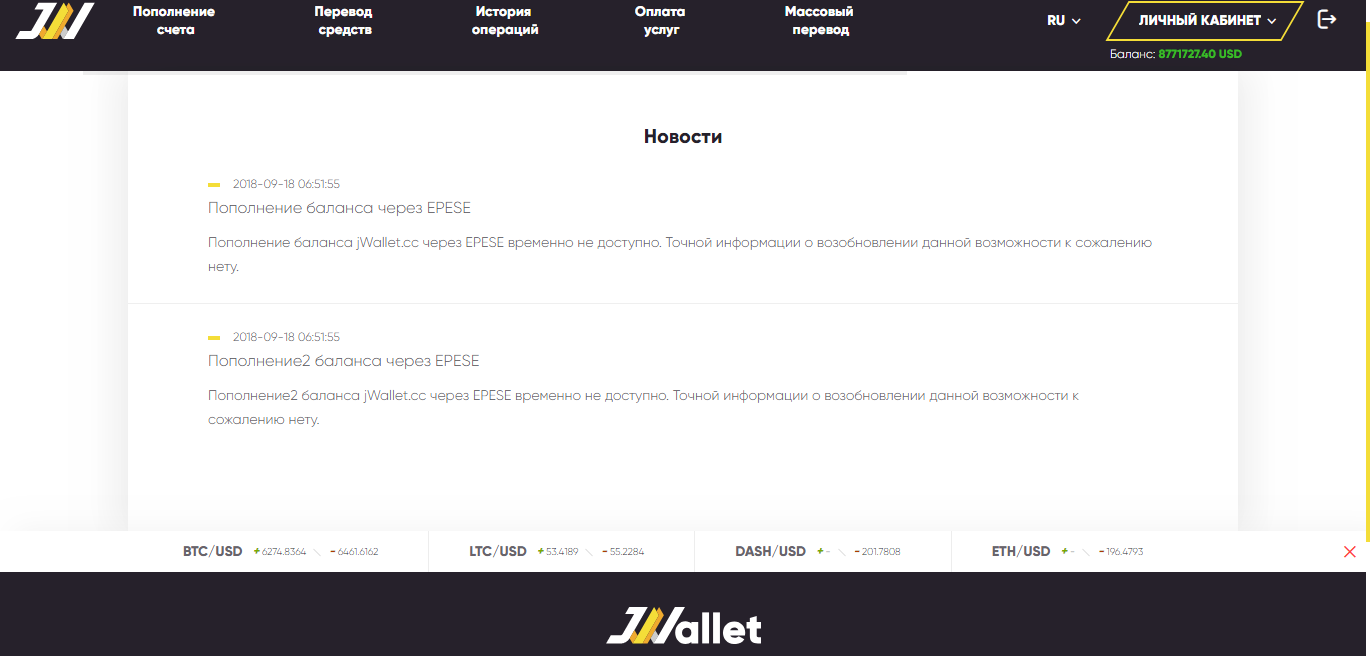 JW
Пополнение счета
Перевод средств
История операций
Оплата услуг
Массовый перевод
RU
ЛИЧНЫЙ КАБИНЕТ
Баланс: 8771727.40 USD
Новости
2018-09-18 06:51:55
Пополнение баланса через EPESE
Пополнение баланса jWallet.cc через EPESE временно не доступно. Точной информации о возобновлении данной возможности к сожалению
нету.
2018-09-18 06:51:55
Пополнение2 баланса через EPESE
Пополнение2 баланса jWallet.cc через EPESE временно не доступно. Точной информации о возобновлении данной возможности к
сожалению нету.
BTC/USD + 6274.8364 \ - 6461.6162
LTC/USD + 53.4189 \ - 55.2284
DASH/USD + - \ - 201.7808
ETH/USD + - \ - 196.4793
JWallet